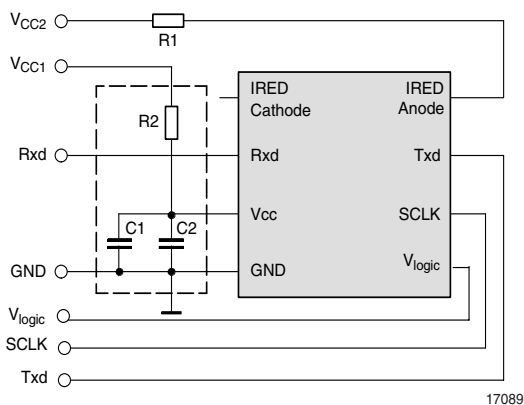 VCC2
R1
VCC1
IRED
Cathode
IRED
Anode
R2
Rxd
Rxd
Txd
C1
C2
Vcc
SCLK
Vlogic
GND
GND
Vlogic
SCLK
Txd
17089